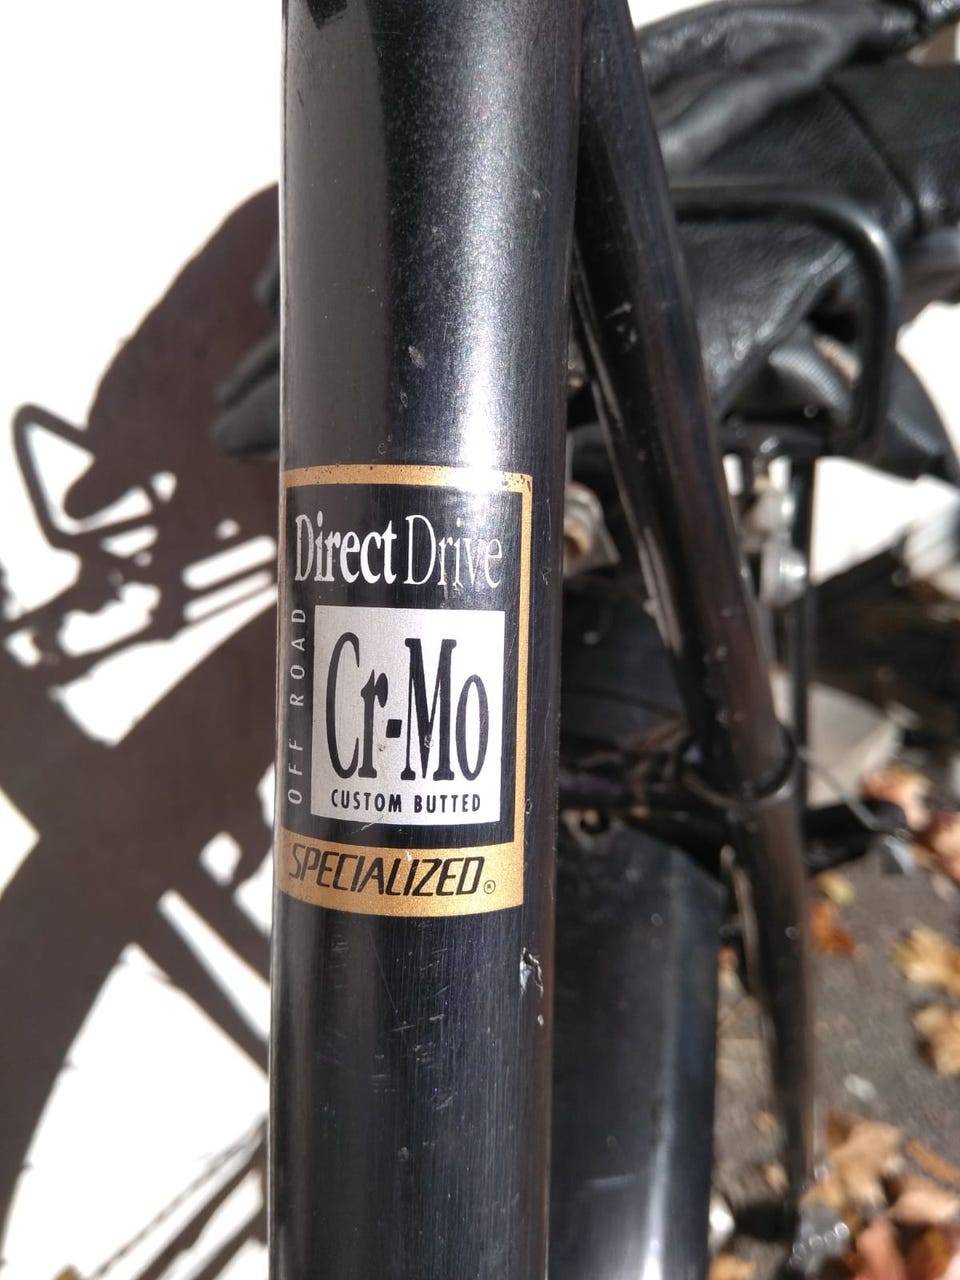 Direct Drive
OFF ROAD
Cr-Mo
CUSTOM BUTTED
SPECIALIZED®